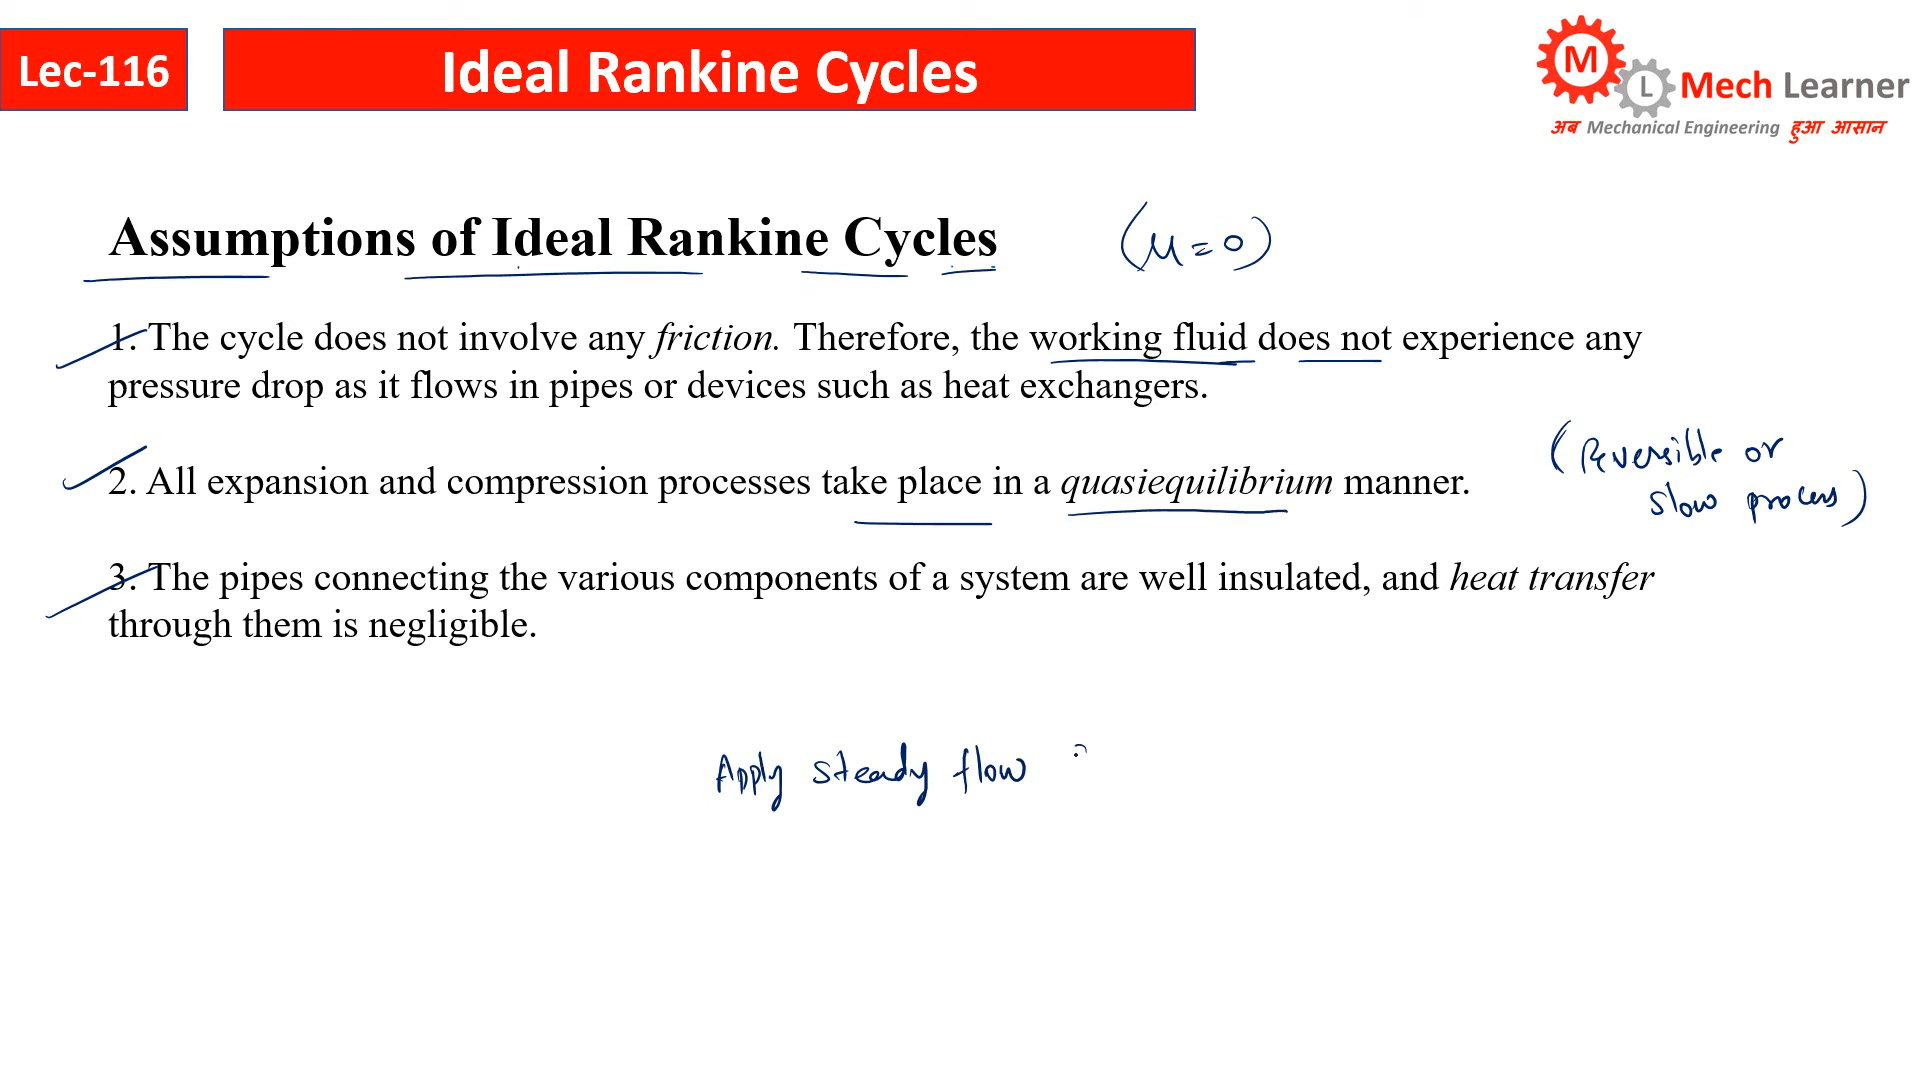 Lec-116
Ideal Rankine Cycles
M L Mech Learner
अब Mechanical Engineering हुआ आसान
Assumptions of Ideal Rankine Cycles (μ=0)
1. The cycle does not involve any friction. Therefore, the working fluid does not experience any
pressure drop as it flows in pipes or devices such as heat exchangers.
2. All expansion and compression processes take place in a quasiequilibrium manner.
(Reversible or
slow process)
3. The pipes connecting the various components of a system are well insulated, and heat transfer
through them is negligible.
Apply steady flow